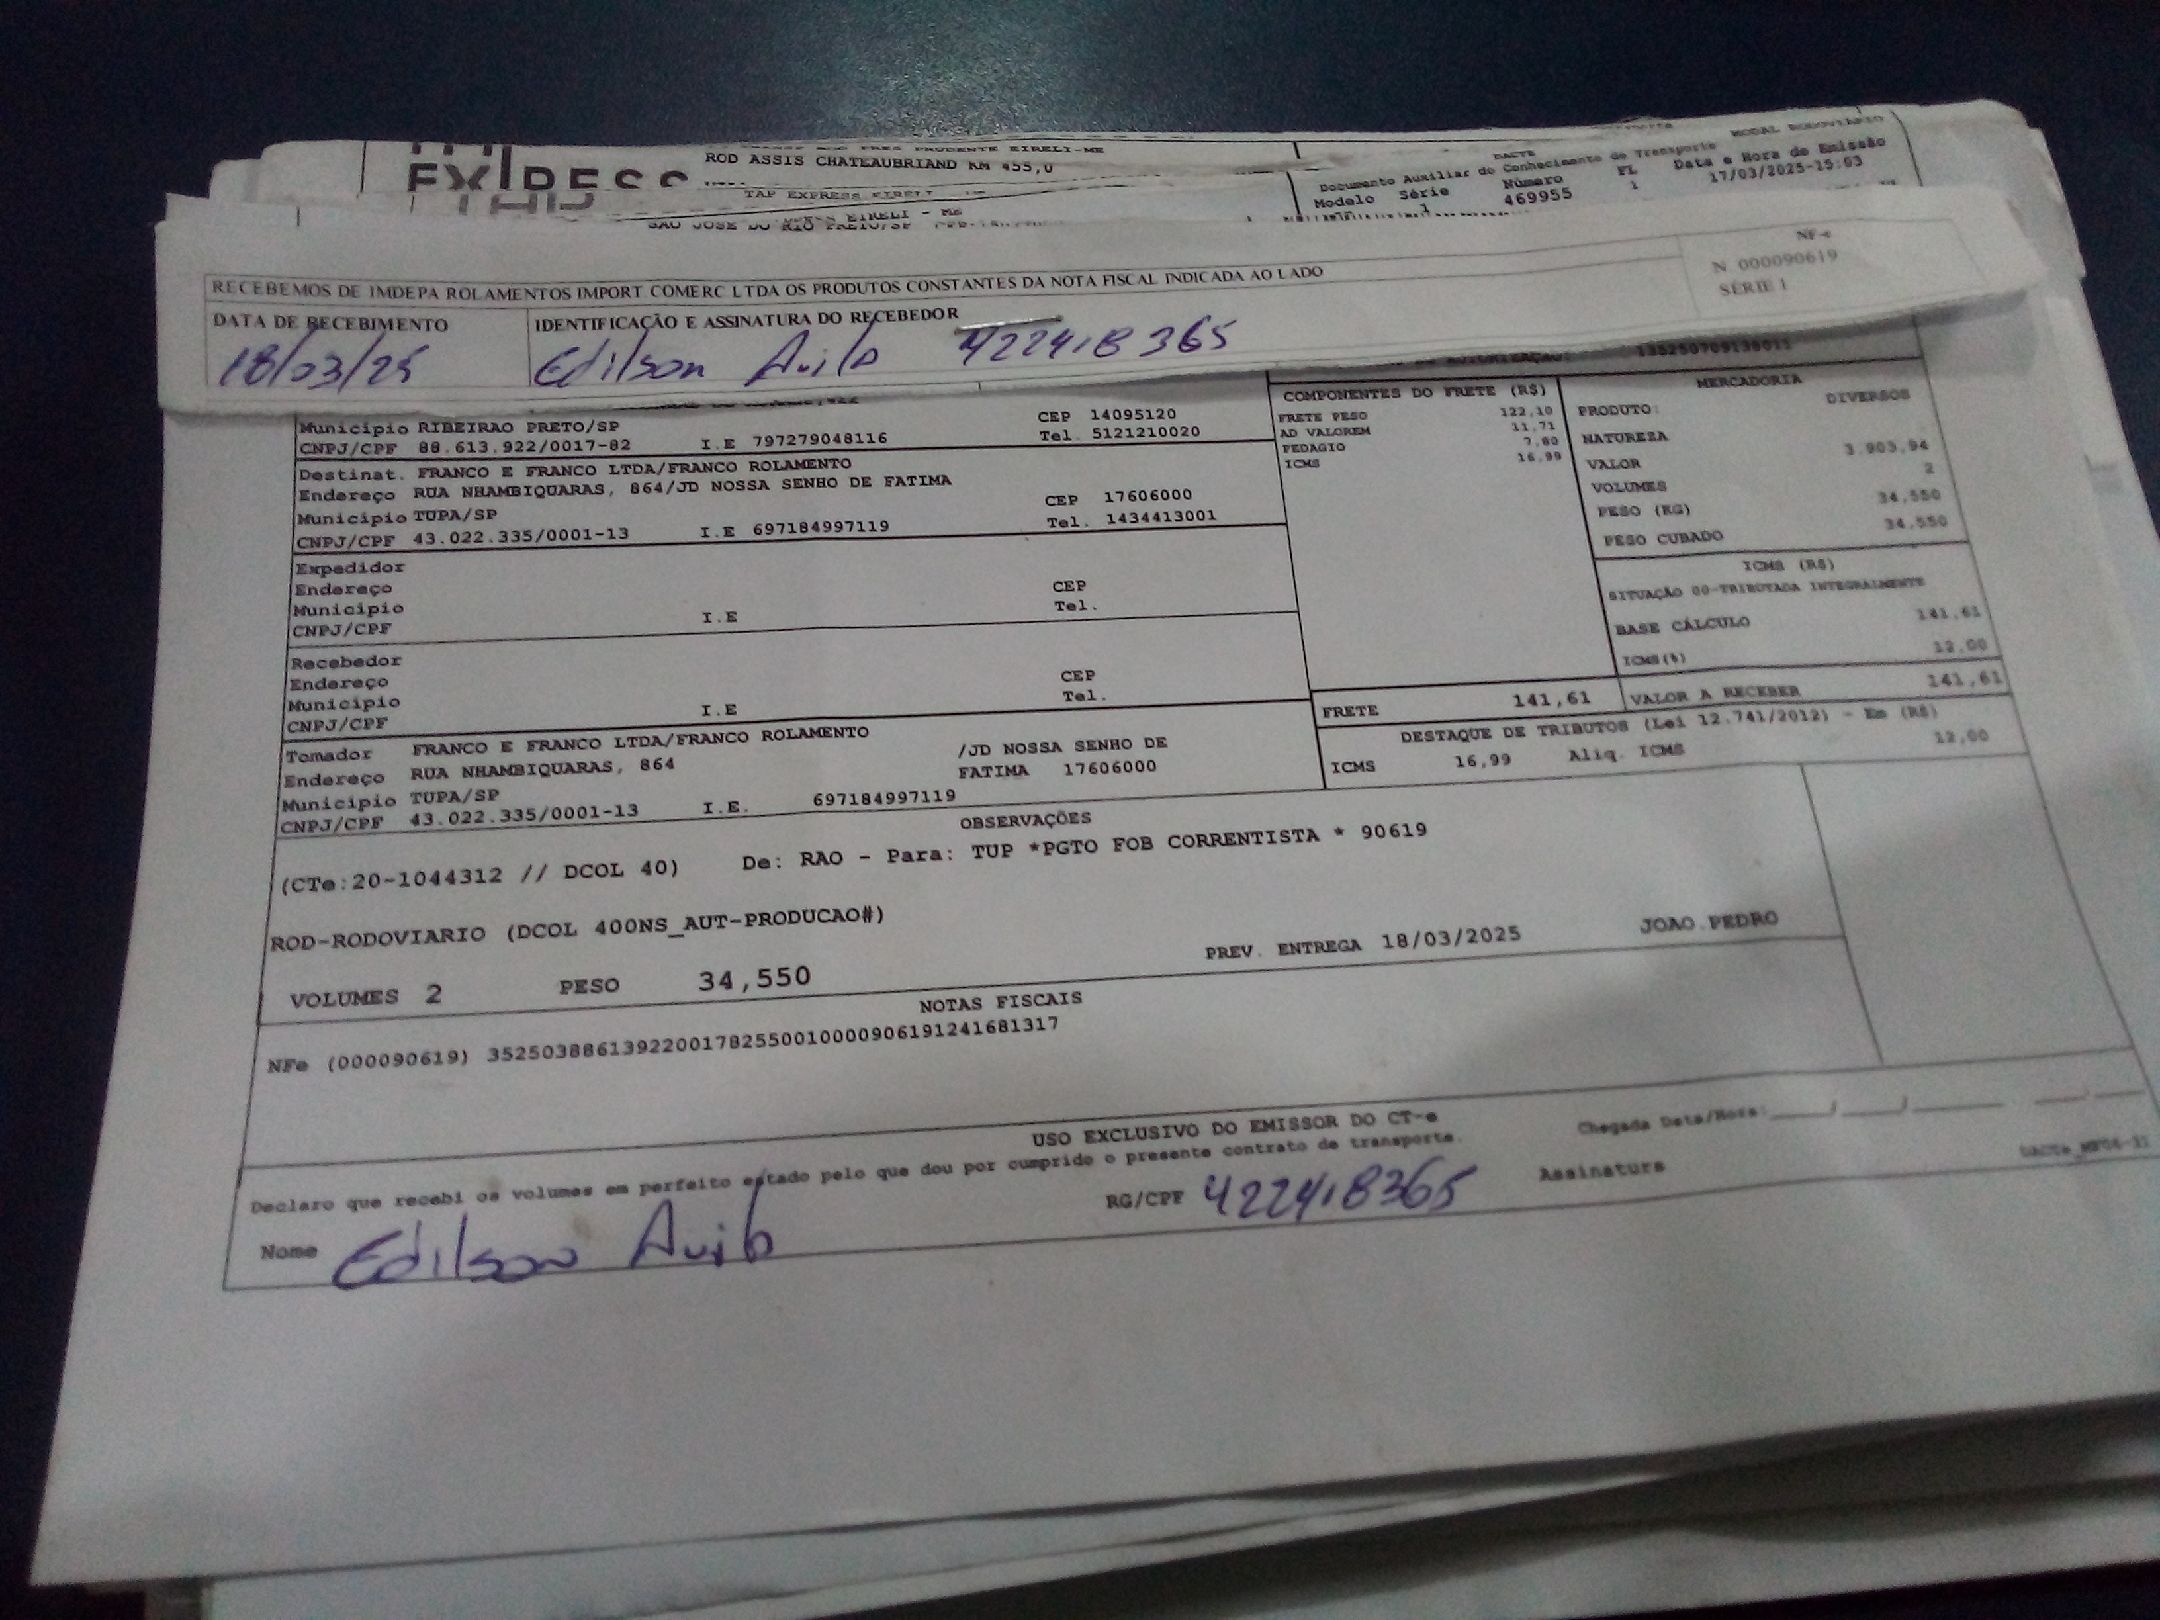 EXPRESS
ROD ASSIS CHATEAUBRIAND KM 455,0
TAP EXPRESS EIRELI
EIRELI - ME
DACTE
MODAL RODOVIÁRIO
Documento Auxiliar do Conhecimento de Transporte
Modelo Série Número FL Data e Hora de Emissão
1 469955 1 17/03/2025-15:03
NF-e
N 000090619
SÉRIE 1
RECEBEMOS DE IMDEPA ROLAMENTOS IMPORT COMERC LTDA OS PRODUTOS CONSTANTES DA NOTA FISCAL INDICADA AO LADO
DATA DE RECEBIMENTO IDENTIFICAÇÃO E ASSINATURA DO RECEBEDOR
18/03/25 Edilson Avila 422418365
Município RIBEIRAO PRETO/SP CEP 14095120
CNPJ/CPF 88.613.922/0017-82 I.E 797279048116 Tel. 5121210020
Destinat. FRANCO E FRANCO LTDA/FRANCO ROLAMENTO
Endereço RUA NHAMBIQUARAS, 864/JD NOSSA SENHO DE FATIMA
Município TUPA/SP CEP 17606000
CNPJ/CPF 43.022.335/0001-13 I.E 697184997119 Tel. 1434413001
Expedidor
Endereço CEP
Município Tel.
CNPJ/CPF I.E
Recebedor
Endereço CEP
Município Tel.
CNPJ/CPF I.E
Tomador FRANCO E FRANCO LTDA/FRANCO ROLAMENTO
Endereço RUA NHAMBIQUARAS, 864 /JD NOSSA SENHO DE FATIMA 17606000
Município TUPA/SP
CNPJ/CPF 43.022.335/0001-13 I.E. 697184997119
COMPONENTES DO FRETE (R$)
FRETE PESO 122,10
AD VALOREM 11,71
PEDAGIO 7,80
ICMS 16,99
MERCADORIA
PRODUTO: DIVERSOS
NATUREZA
VALOR 3.903,94
VOLUMES 2
PESO (KG) 34,550
PESO CUBADO 34,550
ICMS (R$)
SITUAÇÃO 00-TRIBUTADA INTEGRALMENTE
BASE CÁLCULO 141,61
ICMS(%) 12,00
FRETE 141,61 VALOR A RECEBER 141,61
DESTAQUE DE TRIBUTOS (Lei 12.741/2012) - Em (R$)
ICMS 16,99 Aliq. ICMS 12,00
OBSERVAÇÕES
(CTe:20-1044312 // DCOL 40) De: RAO - Para: TUP *PGTO FOB CORRENTISTA * 90619
ROD-RODOVIARIO (DCOL 400NS_AUT-PRODUCAO#)
PREV. ENTREGA 18/03/2025 JOAO.PEDRO
VOLUMES 2 PESO 34,550
NOTAS FISCAIS
NFe (000090619) 35250388613922001782550010000906191241681317
USO EXCLUSIVO DO EMISSOR DO CT-e
Declaro que recebi os volumes em perfeito estado pelo que dou por cumprido o presente contrato de transporte.
Chegada Data/Hora: / /
Nome Edilson Avila RG/CPF 422418365 Assinatura